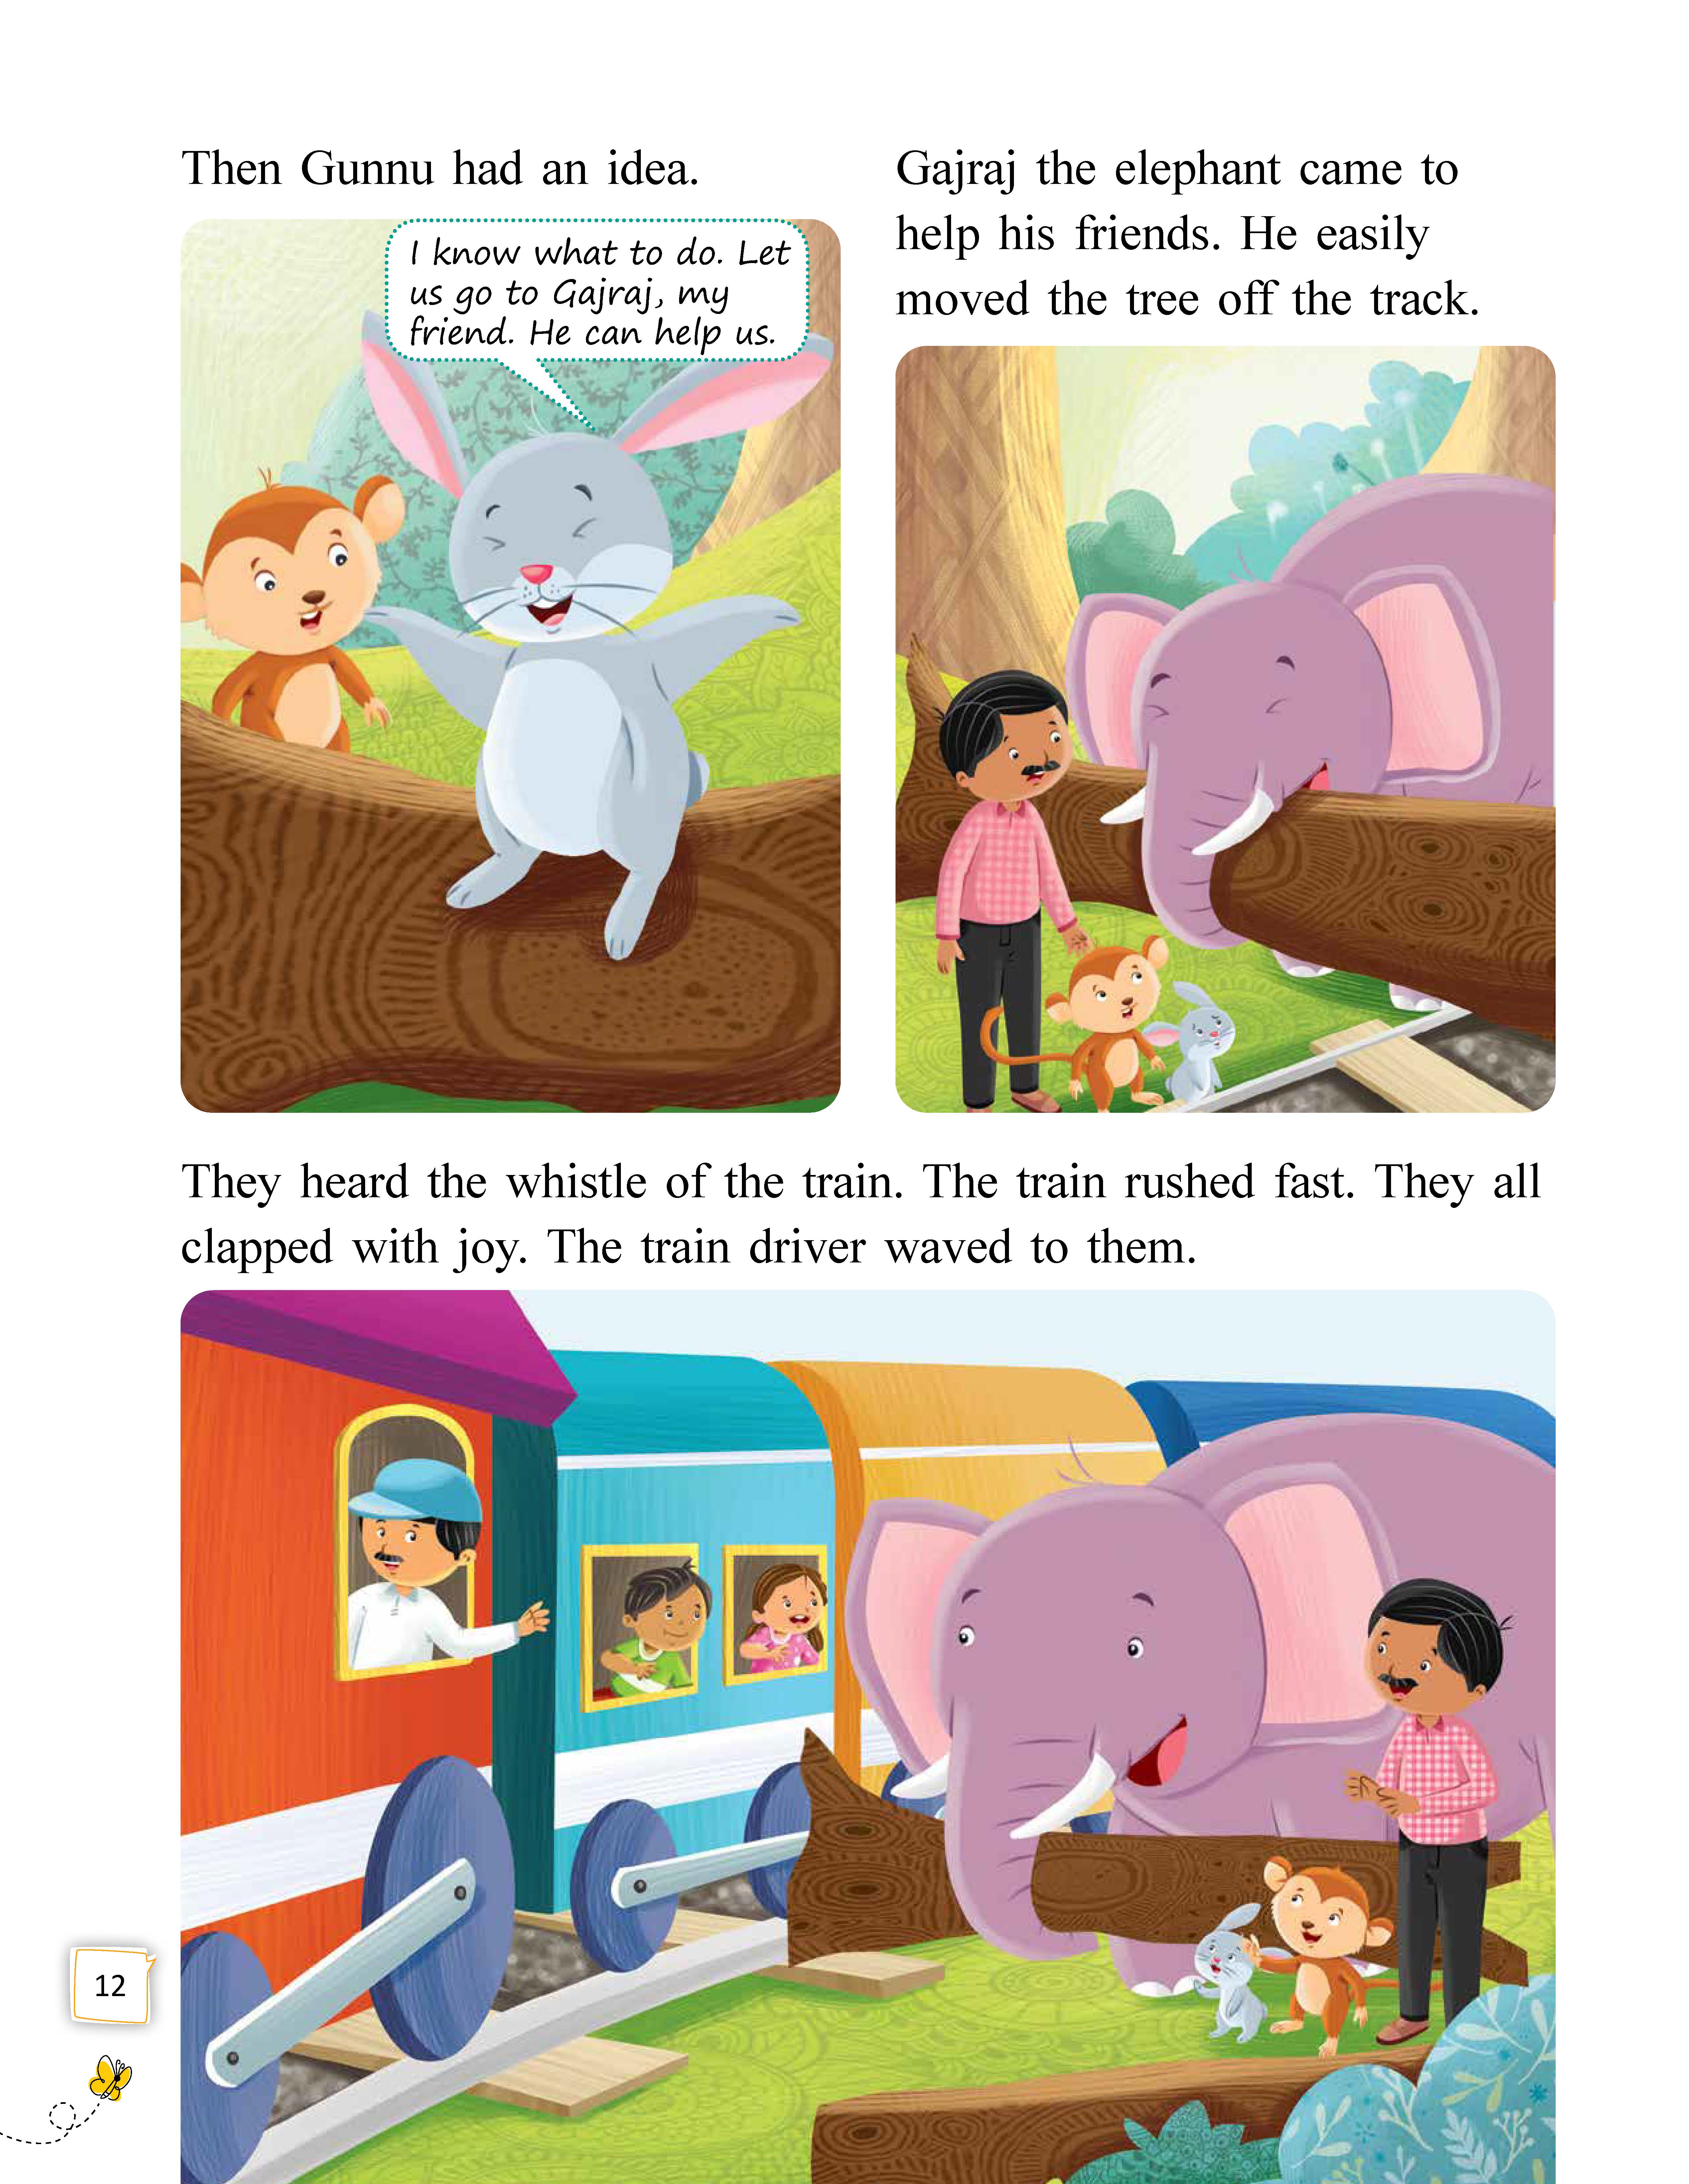 Then Gunnu had an idea.
I know what to do. Let
us go to Gajraj, my
friend. He can help us.
Gajraj the elephant came to
help his friends. He easily
moved the tree off the track.
They heard the whistle of the train. The train rushed fast. They all
clapped with joy. The train driver waved to them.
12